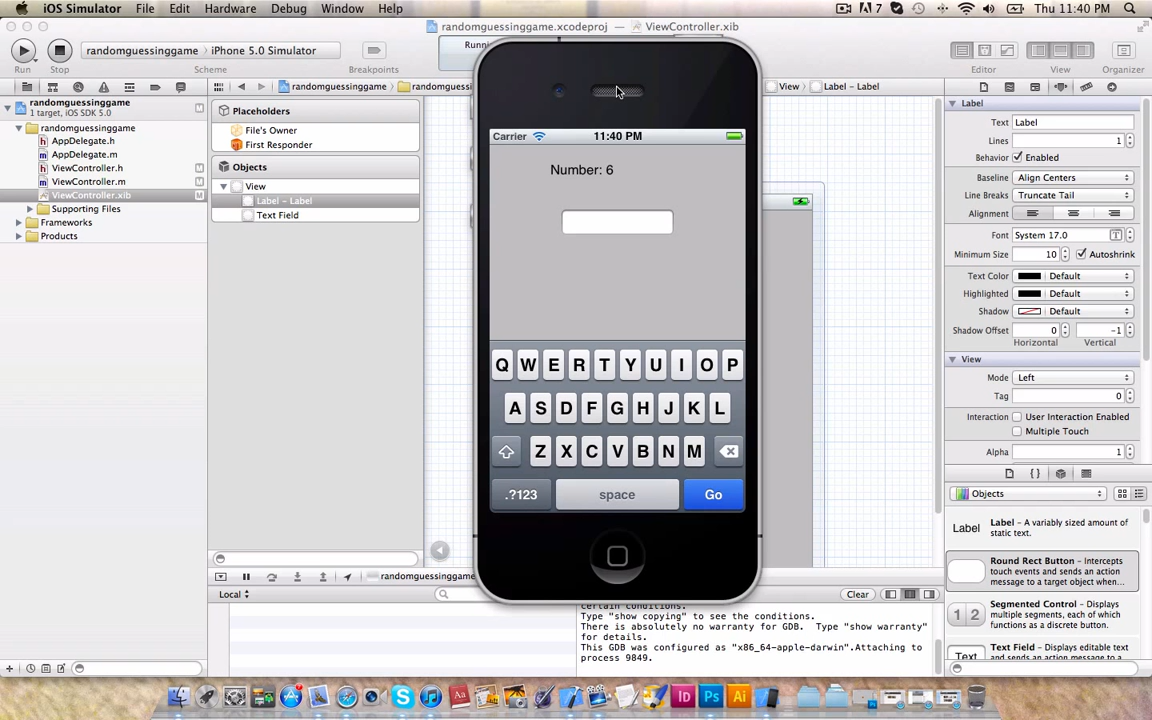 iOS Simulator File Edit Hardware Debug Window Help
7
Thu 11:40 PM
randomguessinggame.xcodeproj — ViewController.xib
randomguessinggame iPhone 5.0 Simulator
Run Stop Scheme Breakpoints
Editor View Organizer
randomguessinggame
View Label – Label
randomguessinggame
1 target, iOS SDK 5.0
M
randomguessinggame
AppDelegate.h
AppDelegate.m
ViewController.h M
ViewController.m M
ViewController.xib M
Supporting Files
Frameworks
Products
Placeholders
File's Owner
First Responder
Objects
View
Label – Label
Text Field
Carrier 11:40 PM
Number: 6
Q W E R T Y U I O P
A S D F G H J K L
Z X C V B N M
.?123 space Go
Label
Text Label
Lines 1
Behavior Enabled
Baseline Align Centers
Line Breaks Truncate Tail
Alignment
Font System 17.0 T
Minimum Size 10 Autoshrink
Text Color Default
Highlighted Default
Shadow Default
Shadow Offset 0 -1
Horizontal Vertical
View
Mode Left
Tag 0
Interaction User Interaction Enabled
Multiple Touch
Alpha 1
Objects
Label
Label – A variably sized amount of
static text.
Round Rect Button – Intercepts
touch events and sends an action
message to a target object when...
1 2
Segmented Control – Displays
multiple segments, each of which
functions as a discrete button.
Text
Text Field – Displays editable text
and sends an action message to a
randomguessinggame
Local
Clear
certain conditions.
Type "show copying" to see the conditions.
There is absolutely no warranty for GDB. Type "show warranty"
for details.
This GDB was configured as "x86_64-apple-darwin".Attaching to
process 9849.
Aa Id Ps Ai